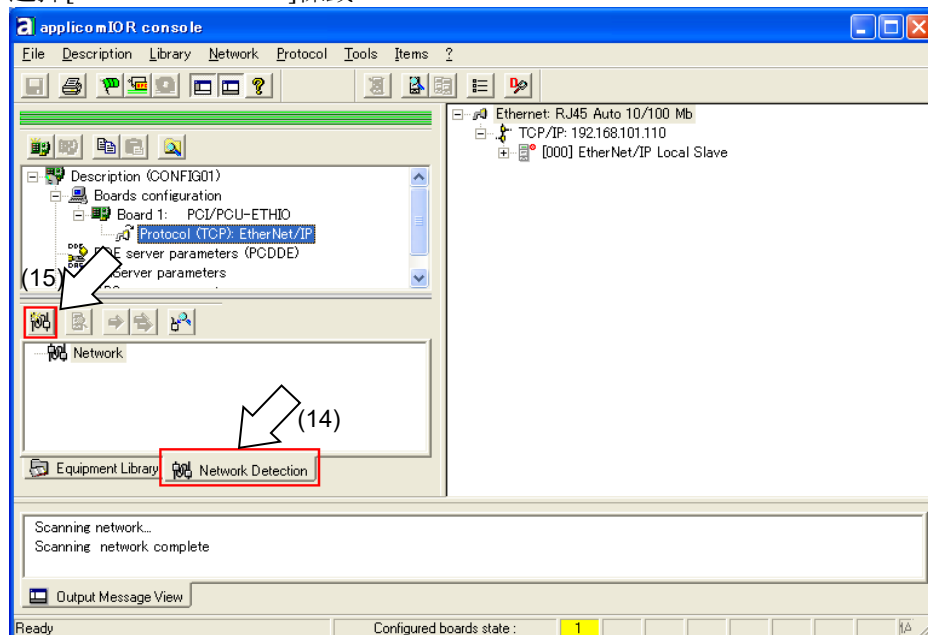 applicomIOR console
File Description Library Network Protocol Tools Items ?
Ethernet: RJ45 Auto 10/100 Mb
TCP/IP: 192.168.101.110
[000] EtherNet/IP Local Slave
Description (CONFIG01)
Boards configuration
Board 1: PCI/PCU-ETHIO
Protocol (TCP): EtherNet/IP
server parameters (PCDDE)
Server parameters
(15)
Network
(14)
Equipment Library
Network Detection
Scanning network...
Scanning network complete
Output Message View
Ready
Configured boards state :
1